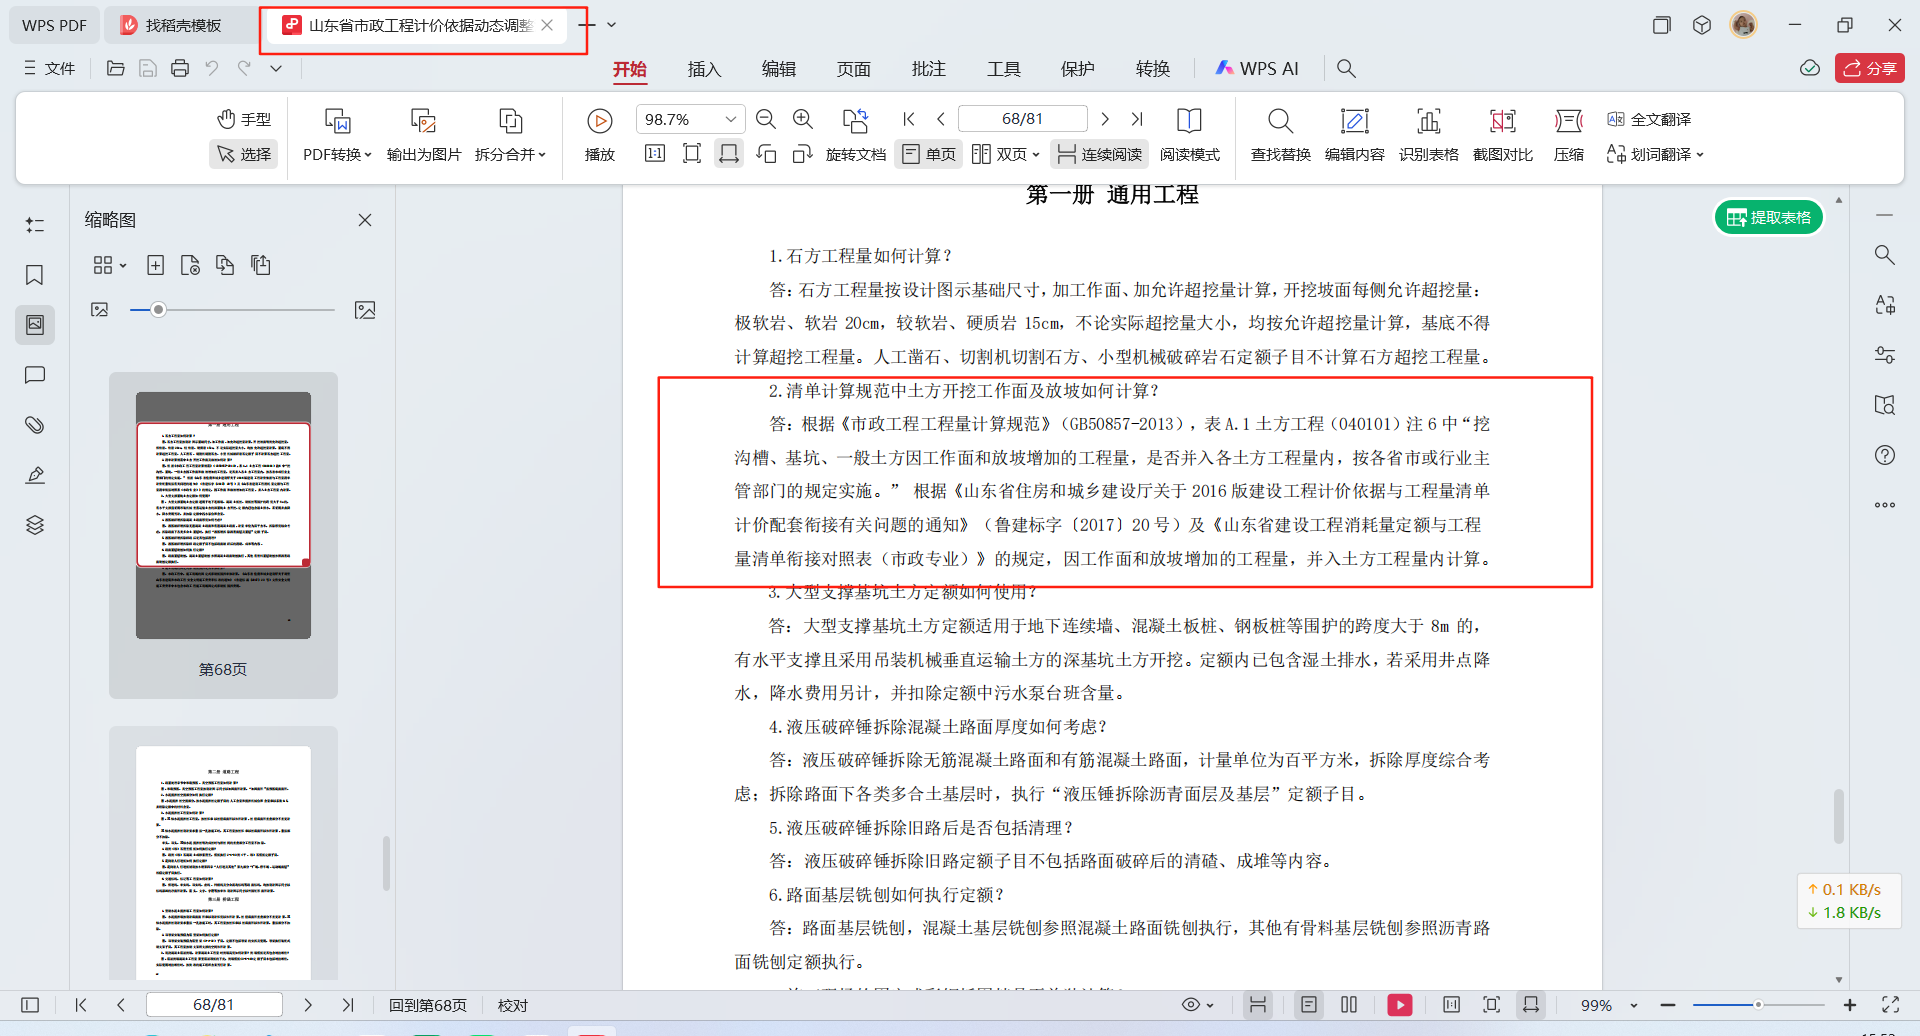 WPS PDF
找稻壳模板
山东省市政工程计价依据动态调整
文件
开始
插入
编辑
页面
批注
工具
保护
转换
WPS AI
分享
手型
选择
PDF转换
输出为图片
拆分合并
播放
98.7%
1:1
旋转文档
68/81
单页
双页
连续阅读
阅读模式
查找替换
编辑内容
识别表格
截图对比
压缩
全文翻译
划词翻译
缩略图
第68页
提取表格
第一册 通用工程
1.石方工程量如何计算？
答：石方工程量按设计图示基础尺寸，加工作面、加允许超挖量计算，开挖坡面每侧允许超挖量：
极软岩、软岩 20cm，较软岩、硬质岩 15cm，不论实际超挖量大小，均按允许超挖量计算，基底不得
计算超挖工程量。人工凿石、切割机切割石方、小型机械破碎岩石定额子目不计算石方超挖工程量。
2.清单计算规范中土方开挖工作面及放坡如何计算？
答：根据《市政工程工程量计算规范》（GB50857-2013），表 A.1 土方工程（040101）注 6 中“挖
沟槽、基坑、一般土方因工作面和放坡增加的工程量，是否并入各土方工程量内，按各省市或行业主
管部门的规定实施。” 根据《山东省住房和城乡建设厅关于 2016 版建设工程计价依据与工程量清单
计价配套衔接有关问题的通知》（鲁建标字〔2017〕20 号）及《山东省建设工程消耗量定额与工程
量清单衔接对照表（市政专业）》的规定，因工作面和放坡增加的工程量，并入土方工程量内计算。
3.大型支撑基坑土方定额如何使用？
答：大型支撑基坑土方定额适用于地下连续墙、混凝土板桩、钢板桩等围护的跨度大于 8m 的，
有水平支撑且采用吊装机械垂直运输土方的深基坑土方开挖。定额内已包含湿土排水，若采用井点降
水，降水费用另计，并扣除定额中污水泵台班含量。
4.液压破碎锤拆除混凝土路面厚度如何考虑？
答：液压破碎锤拆除无筋混凝土路面和有筋混凝土路面，计量单位为百平方米，拆除厚度综合考
虑；拆除路面下各类多合土基层时，执行“液压锤拆除沥青面层及基层”定额子目。
5.液压破碎锤拆除旧路后是否包括清理？
答：液压破碎锤拆除旧路定额子目不包括路面破碎后的清碴、成堆等内容。
6.路面基层铣刨如何执行定额？
答：路面基层铣刨，混凝土基层铣刨参照混凝土路面铣刨执行，其他有骨料基层铣刨参照沥青路
面铣刨定额执行。
0.1 KB/s
1.8 KB/s
68/81
回到第68页
校对
99%